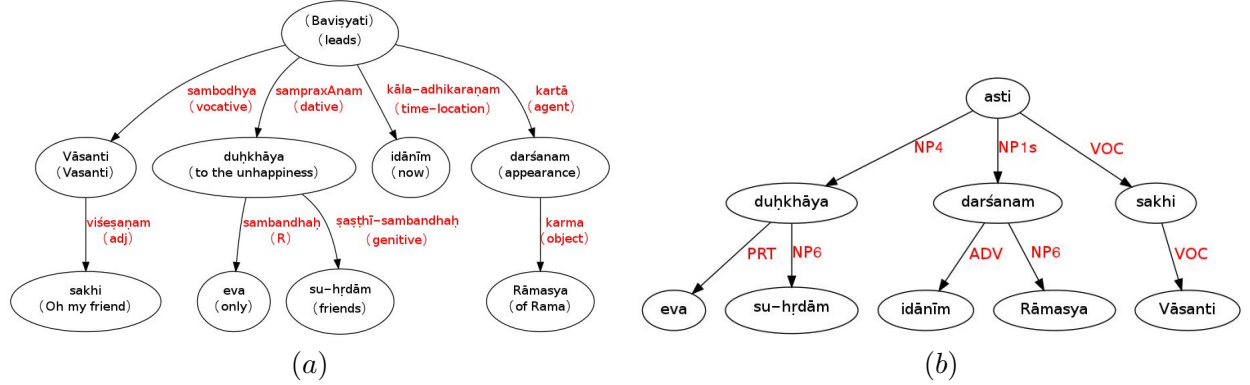 (Baviṣyati)
(leads)
sambodhya
(vocative)
sampraxAnam
(dative)
kāla-adhikaraṇam
(time-location)
kartā
(agent)
Vāsanti
(Vasanti)
duḥkhāya
(to the unhappiness)
idānīm
(now)
darśanam
(appearance)
viśeṣaṇam
(adj)
sambandhaḥ
(R)
ṣaṣṭhī-sambandhaḥ
(genitive)
karma
(object)
sakhi
(Oh my friend)
eva
(only)
su-hṛdām
(friends)
Rāmasya
(of Rama)
(a)
asti
NP4
NP1s
VOC
duḥkhāya
darśanam
sakhi
PRT
NP6
ADV
NP6
VOC
eva
su-hṛdām
idānīm
Rāmasya
Vāsanti
(b)